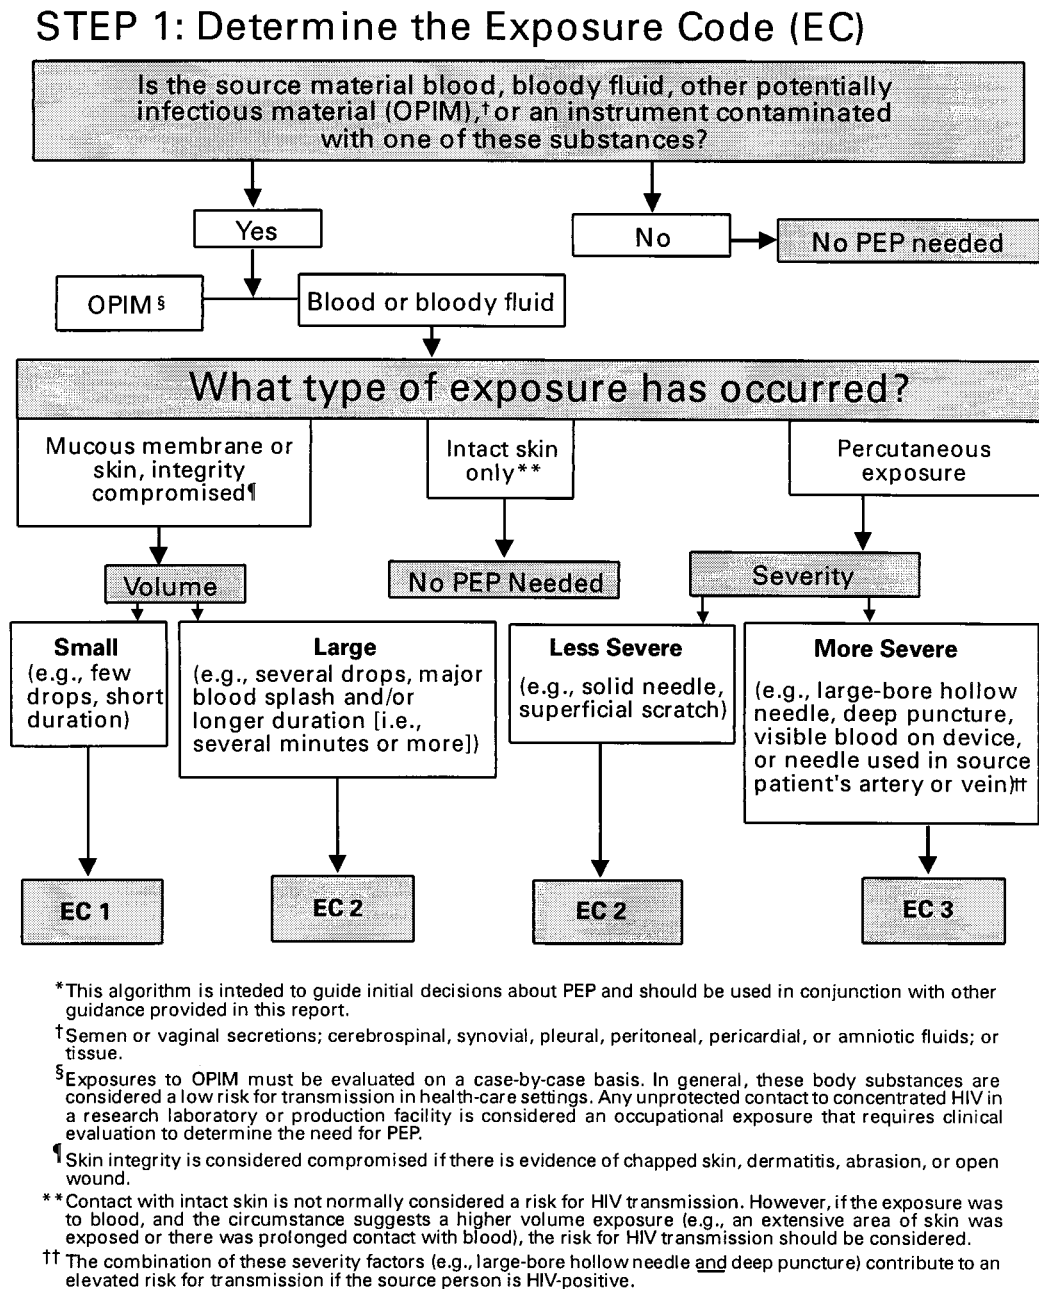 STEP 1: Determine the Exposure Code (EC)
Is the source material blood, bloody fluid, other potentially
infectious material (OPIM),† or an instrument contaminated
with one of these substances?
Yes
No
No PEP needed
OPIM§
Blood or bloody fluid
What type of exposure has occurred?
Mucous membrane or
skin, integrity
compromised¶
Intact skin
only**
Percutaneous
exposure
Volume
No PEP Needed
Severity
Small
(e.g., few
drops, short
duration)
Large
(e.g., several drops, major
blood splash and/or
longer duration [i.e.,
several minutes or more])
Less Severe
(e.g., solid needle,
superficial scratch)
More Severe
(e.g., large-bore hollow
needle, deep puncture,
visible blood on device,
or needle used in source
patient's artery or vein)††
EC 1
EC 2
EC 2
EC 3
*This algorithm is inteded to guide initial decisions about PEP and should be used in conjunction with other
guidance provided in this report.
†Semen or vaginal secretions; cerebrospinal, synovial, pleural, peritoneal, pericardial, or amniotic fluids; or
tissue.
§Exposures to OPIM must be evaluated on a case-by-case basis. In general, these body substances are
considered a low risk for transmission in health-care settings. Any unprotected contact to concentrated HIV in
a research laboratory or production facility is considered an occupational exposure that requires clinical
evaluation to determine the need for PEP.
¶Skin integrity is considered compromised if there is evidence of chapped skin, dermatitis, abrasion, or open
wound.
**Contact with intact skin is not normally considered a risk for HIV transmission. However, if the exposure was
to blood, and the circumstance suggests a higher volume exposure (e.g., an extensive area of skin was
exposed or there was prolonged contact with blood), the risk for HIV transmission should be considered.
††The combination of these severity factors (e.g., large-bore hollow needle and deep puncture) contribute to an
elevated risk for transmission if the source person is HIV-positive.